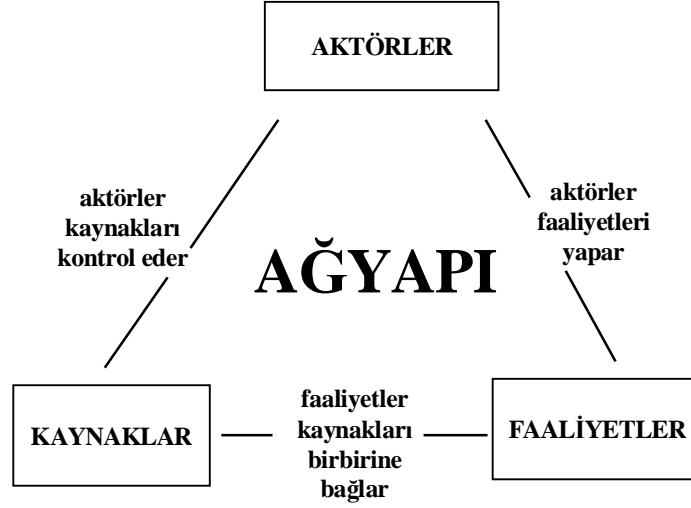 AKTÖRLER
aktörler
kaynakları
kontrol eder
aktörler
faaliyetleri
yapar
AĞYAPI
KAYNAKLAR
faaliyetler
kaynakları
birbirine
bağlar
FAALİYETLER